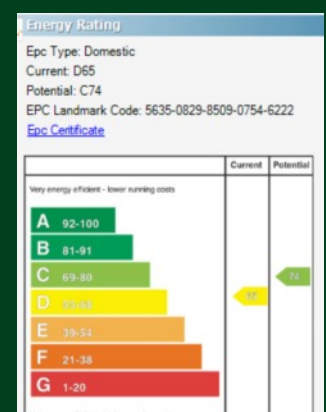 Energy Rating
Epc Type: Domestic
Current: D65
Potential: C74
EPC Landmark Code: 5635-0829-8509-0754-6222
Epc Certificate
Current Potential
Very energy efficient - lower running costs
A 92-100
B 81-91
C 69-80
74
D 55-68
E 39-54
F 21-38
G 1-20